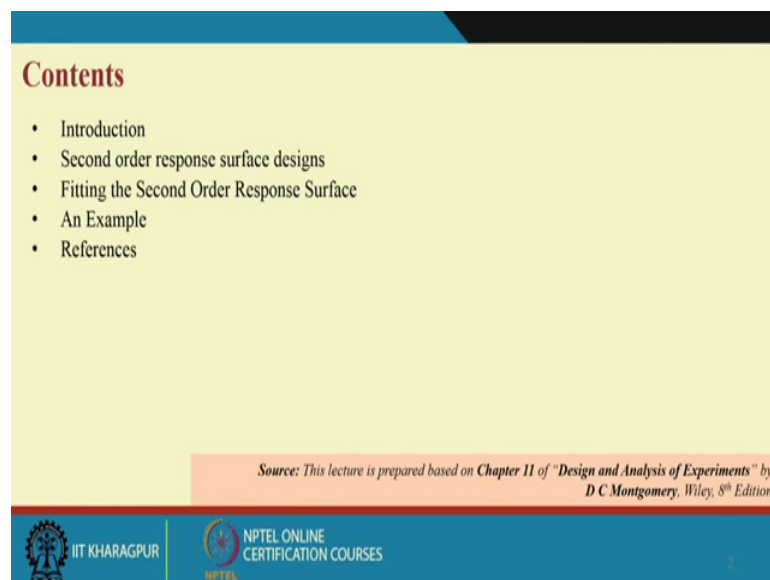 Contents
• Introduction
• Second order response surface designs
• Fitting the Second Order Response Surface
• An Example
• References
Source: This lecture is prepared based on Chapter 11 of "Design and Analysis of Experiments" by
D C Montgomery, Wiley, 8th Edition
IIT KHARAGPUR
NPTEL ONLINE
CERTIFICATION COURSES
NPTEL
2